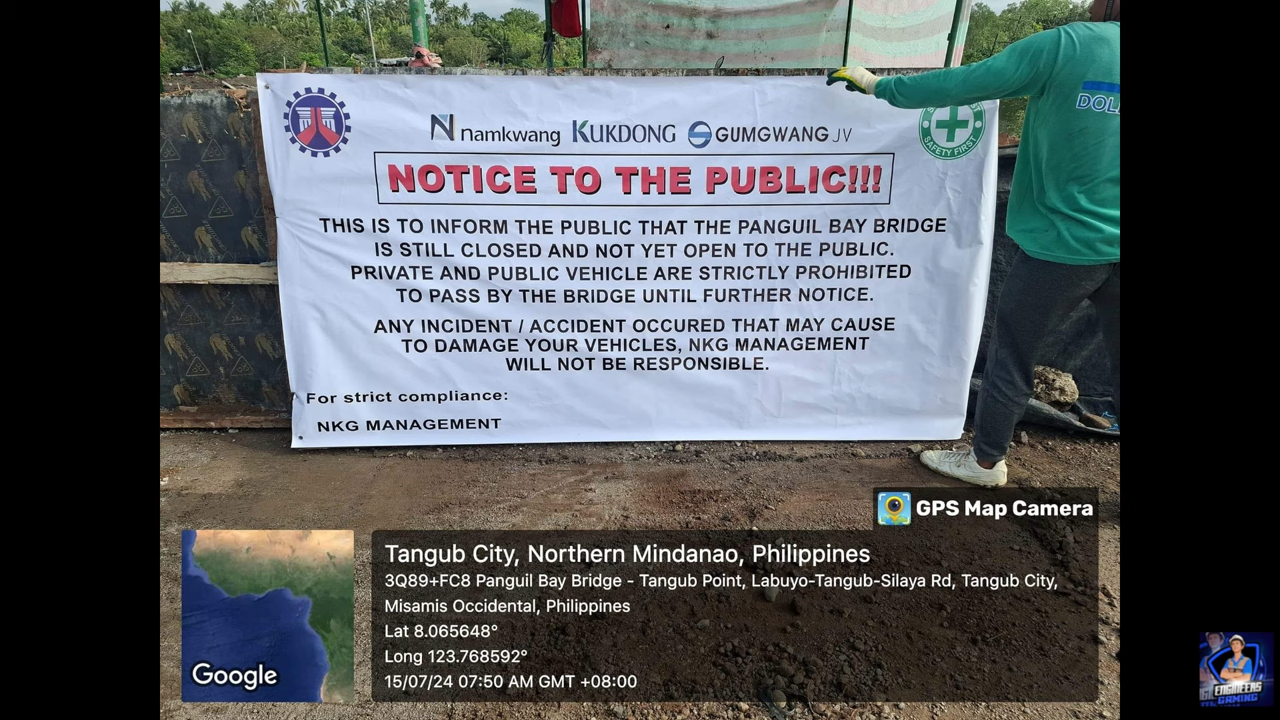 Namkwang KUKDONG GUMGWANG JV
SAFETY FIRST
NOTICE TO THE PUBLIC!!!
THIS IS TO INFORM THE PUBLIC THAT THE PANGUIL BAY BRIDGE
IS STILL CLOSED AND NOT YET OPEN TO THE PUBLIC.
PRIVATE AND PUBLIC VEHICLE ARE STRICTLY PROHIBITED
TO PASS BY THE BRIDGE UNTIL FURTHER NOTICE.
ANY INCIDENT / ACCIDENT OCCURED THAT MAY CAUSE
TO DAMAGE YOUR VEHICLES, NKG MANAGEMENT
WILL NOT BE RESPONSIBLE.
For strict compliance:
NKG MANAGEMENT
GPS Map Camera
Tangub City, Northern Mindanao, Philippines
3Q89+FC8 Panguil Bay Bridge - Tangub Point, Labuyo-Tangub-Silaya Rd, Tangub City,
Misamis Occidental, Philippines
Lat 8.065648°
Long 123.768592°
15/07/24 07:50 AM GMT +08:00
Google
ENGINEERS
GAMING